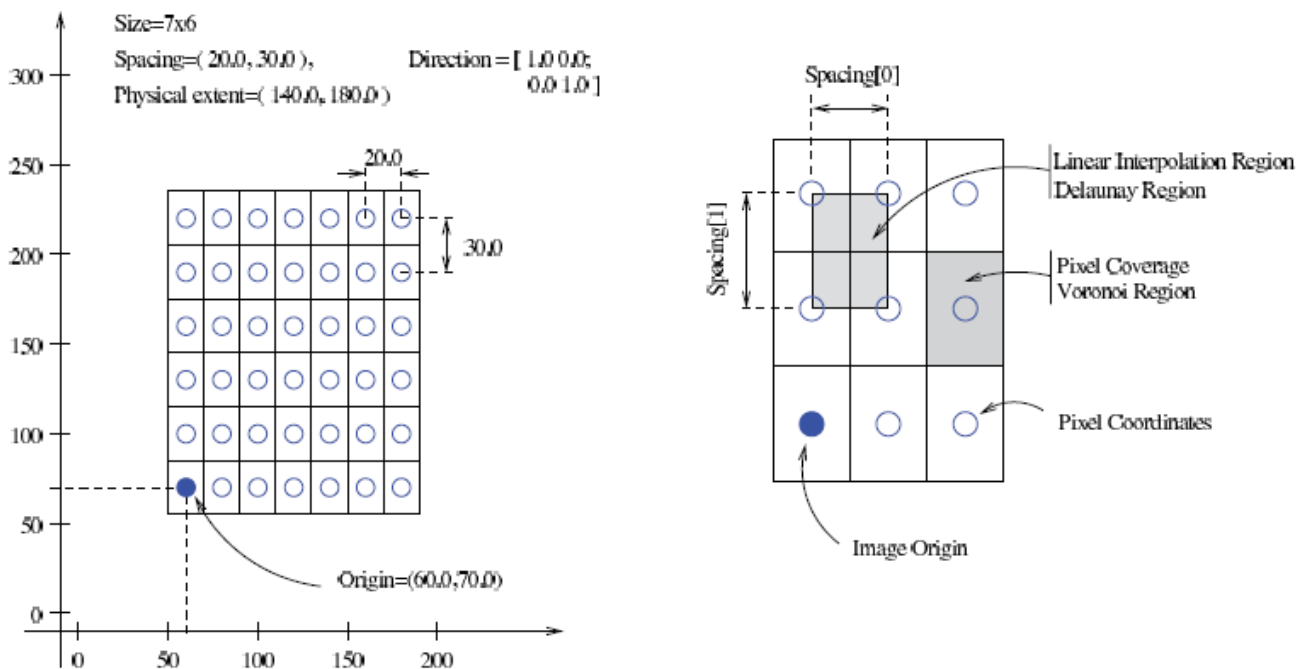 Size=7x6
Spacing=( 20.0, 30.0 ),
Physical extent=( 140.0, 180.0 )
Direction = [ 1.0 0.0;
0.0 1.0 ]
300
250
200
150
100
50
0
0
50
100
150
200
20.0
30.0
Origin=(60.0,70.0)
Spacing[0]
Spacing[1]
Linear Interpolation Region
Delaunay Region
Pixel Coverage
Voronoi Region
Pixel Coordinates
Image Origin